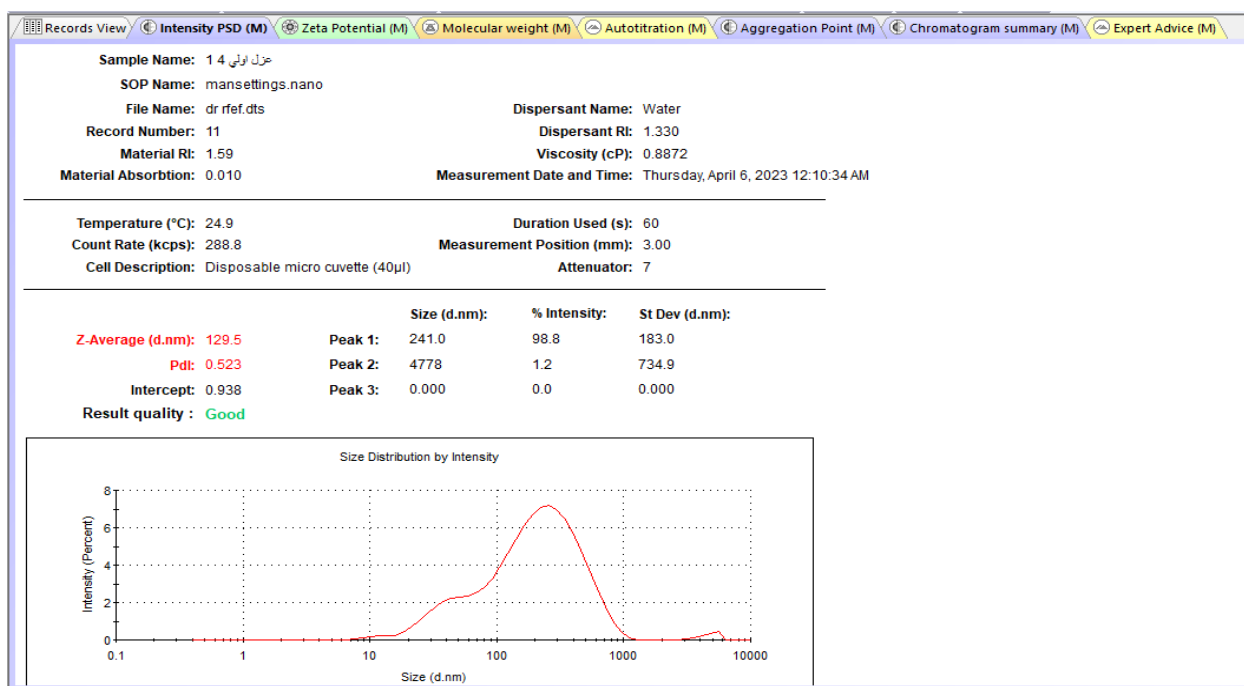 Records View Intensity PSD (M) Zeta Potential (M) Molecular weight (M) Autotitration (M) Aggregation Point (M) Chromatogram summary (M) Expert Advice (M)
Sample Name: عزل اولي 4 1
SOP Name: mansettings.nano
File Name: dr rfef.dts Dispersant Name: Water
Record Number: 11 Dispersant RI: 1.330
Material RI: 1.59 Viscosity (cP): 0.8872
Material Absorbtion: 0.010 Measurement Date and Time: Thursday, April 6, 2023 12:10:34 AM
Temperature (°C): 24.9 Duration Used (s): 60
Count Rate (kcps): 288.8 Measurement Position (mm): 3.00
Cell Description: Disposable micro cuvette (40µl) Attenuator: 7
Size (d.nm): % Intensity: St Dev (d.nm):
Z-Average (d.nm): 129.5 Peak 1: 241.0 98.8 183.0
PdI: 0.523 Peak 2: 4778 1.2 734.9
Intercept: 0.938 Peak 3: 0.000 0.0 0.000
Result quality : Good
Size Distribution by Intensity
Intensity (Percent)
8
6
4
2
0
0.1 1 10 100 1000 10000
Size (d.nm)